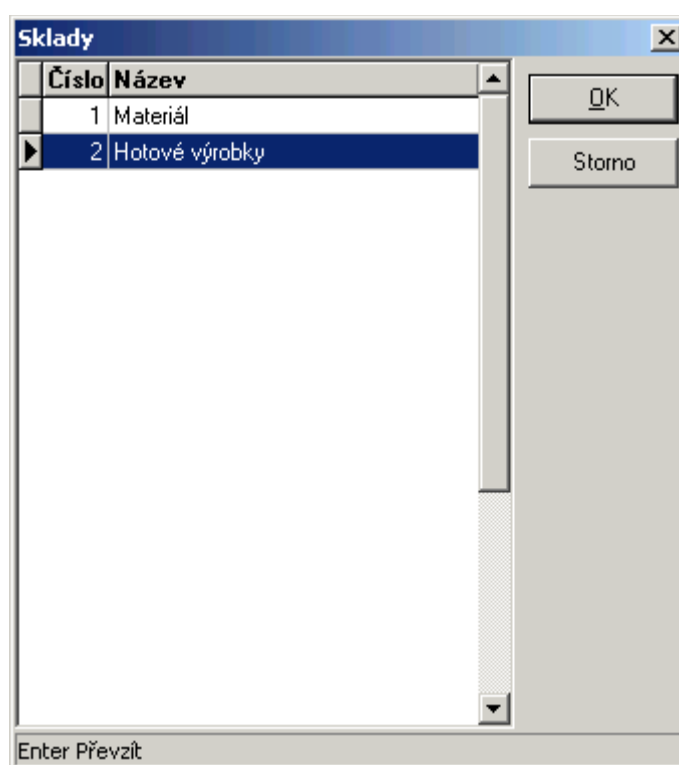 Sklady
Číslo Název
1 Materiál
2 Hotové výrobky
OK
Storno
Enter Převzít